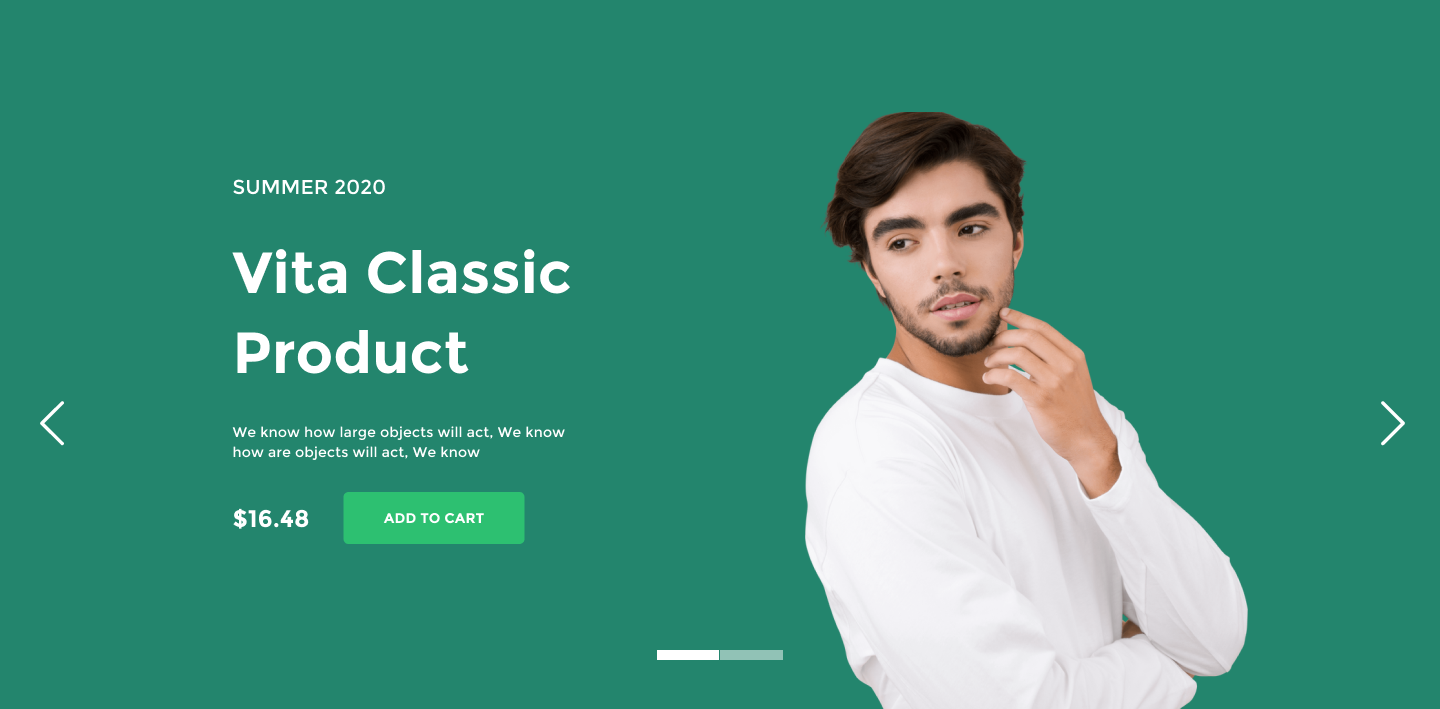 SUMMER 2020
Vita Classic
Product
We know how large objects will act, We know
how are objects will act, We know
$16.48
ADD TO CART